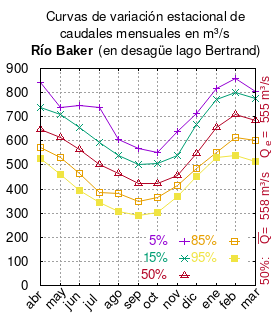 Curvas de variación estacional de
caudales mensuales en m³/s
Río Baker (en desagüe lago Bertrand)
900
800
700
600
500
400
300
200
100
0
abr
may
jun
jul
ago
sep
oct
nov
dic
ene
feb
mar
5%
85%
15%
95%
50%
50%: Q= 558 m³/s Qe= 565 m³/s